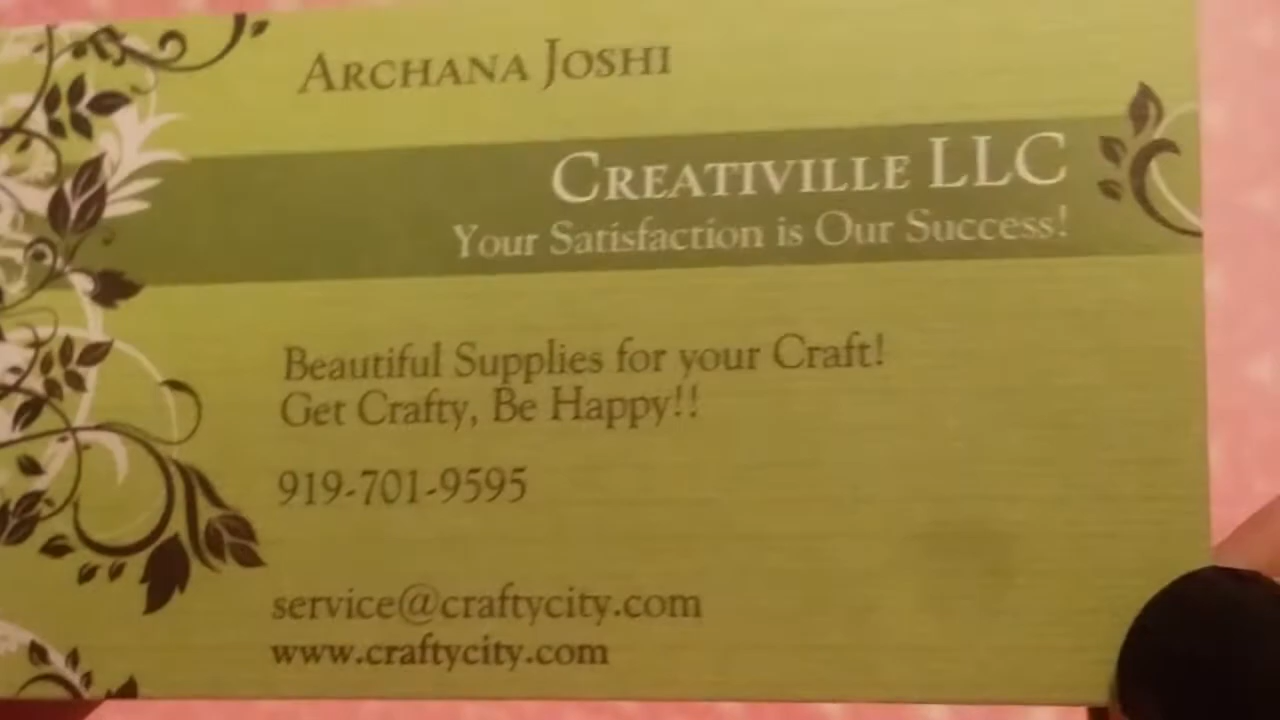 ARCHANA JOSHI
CREATIVILLE LLC
Your Satisfaction is Our Success!
Beautiful Supplies for your Craft!
Get Crafty, Be Happy!!
919-701-9595
service@craftycity.com
www.craftycity.com